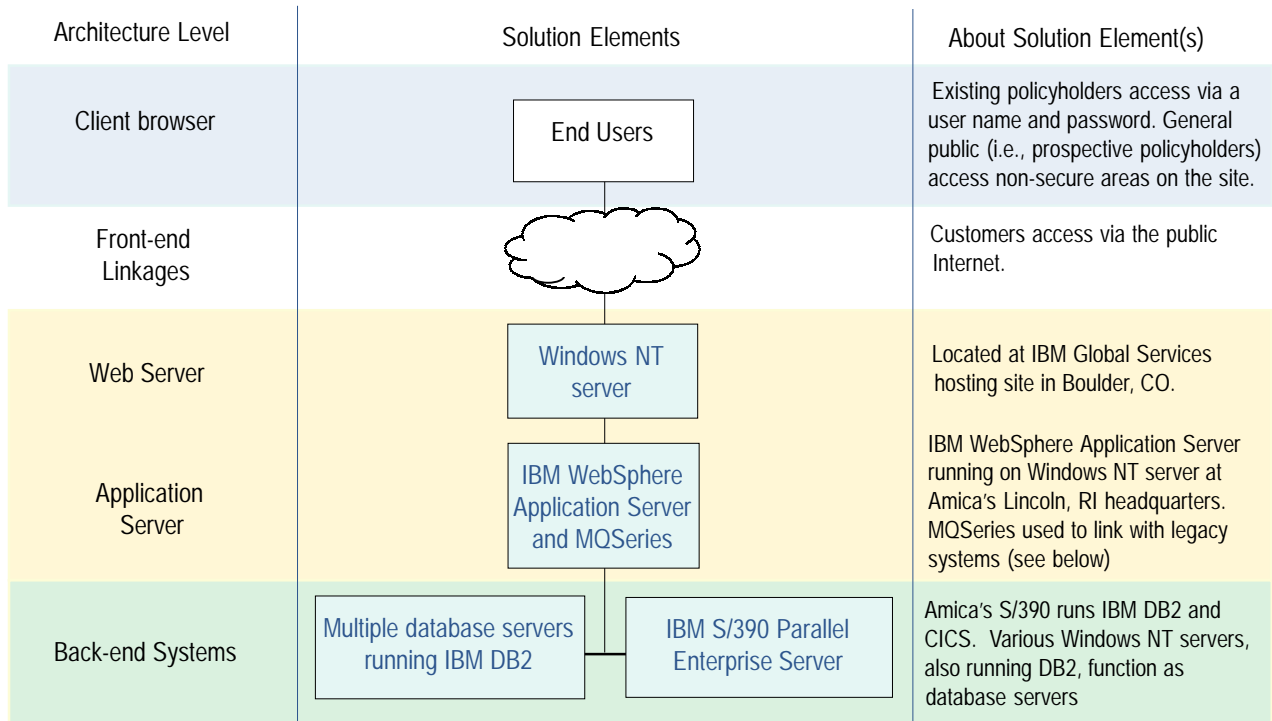 Architecture Level
Solution Elements
About Solution Element(s)
Client browser
End Users
Existing policyholders access via a
user name and password. General
public (i.e., prospective policyholders)
access non-secure areas on the site.
Front-end
Linkages
Customers access via the public
Internet.
Web Server
Windows NT
server
Located at IBM Global Services
hosting site in Boulder, CO.
Application
Server
IBM WebSphere
Application Server
and MQSeries
IBM WebSphere Application Server
running on Windows NT server at
Amica's Lincoln, RI headquarters.
MQSeries used to link with legacy
systems (see below)
Back-end Systems
Multiple database servers
running IBM DB2
IBM S/390 Parallel
Enterprise Server
Amica's S/390 runs IBM DB2 and
CICS. Various Windows NT servers,
also running DB2, function as
database servers